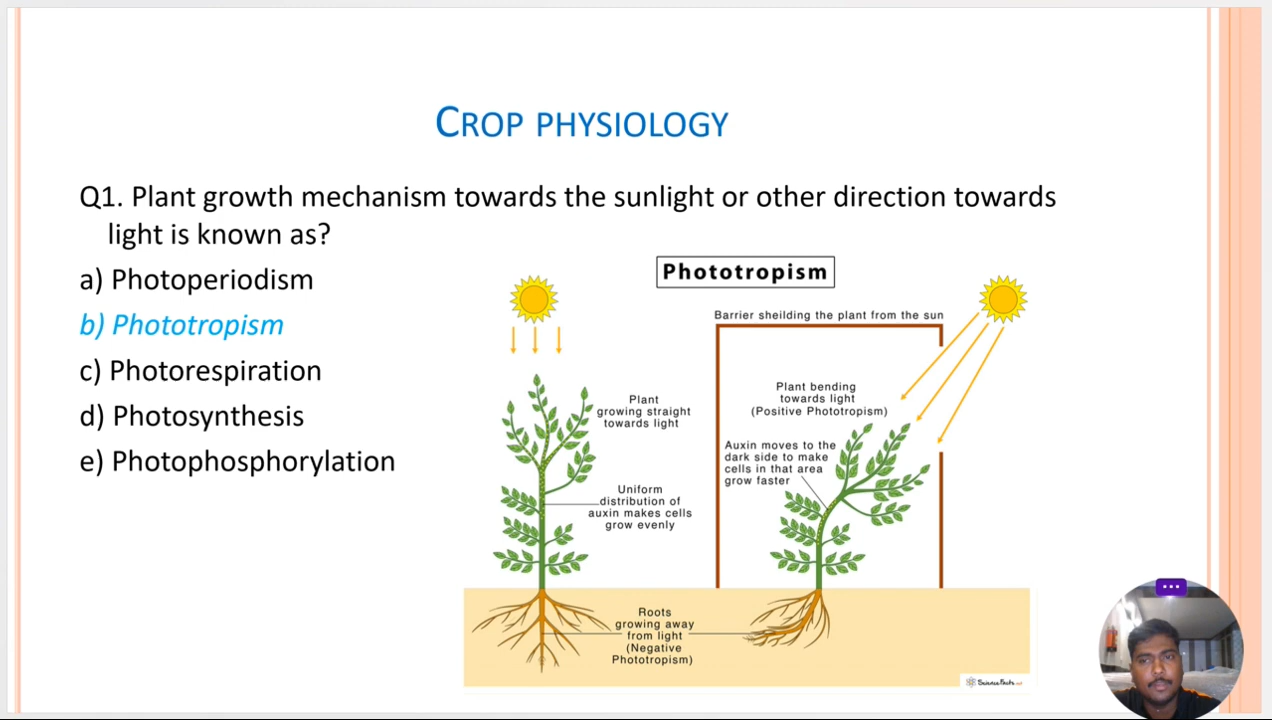 CROP PHYSIOLOGY
Q1. Plant growth mechanism towards the sunlight or other direction towards
light is known as?
a) Photoperiodism
b) Phototropism
c) Photorespiration
d) Photosynthesis
e) Photophosphorylation
Phototropism
Barrier sheilding the plant from the sun
Plant
growing straight
towards light
Uniform
distribution of
auxin makes cells
grow evenly
Plant bending
towards light
(Positive Phototropism)
Auxin moves to the
dark side to make
cells in that area
grow faster
Roots
growing away
from light
(Negative
Phototropism)
ScienceFacts